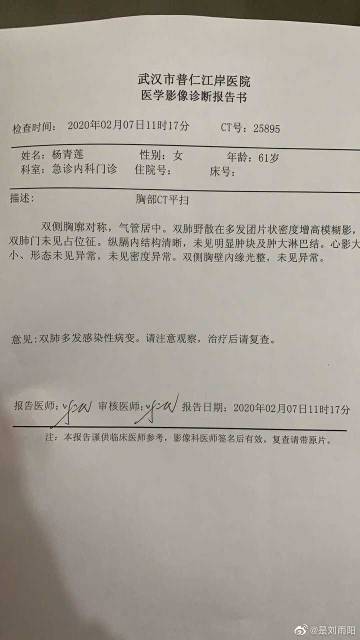 武汉市普仁江岸医院
医学影像诊断报告书
检查时间： 2020年02月07日11时17分 CT号：25895
姓名：杨青莲 性别：女 年龄：61岁
科室：急诊内科门诊 住院号： 床号：
描述： 胸部CT平扫
双侧胸廓对称，气管居中。双肺野散在多发团片状密度增高模糊影，
双肺门未见占位征。纵隔内结构清晰，未见明显肿块及肿大淋巴结。心影大
小、形态未见异常，未见密度异常。双侧胸壁内缘光整，未见异常。
意见：双肺多发感染性病变。请注意观察，治疗后请复查。
报告医师： 审核医师： 报告日期：2020年02月07日11时17分
注：本报告谨供临床医师参考，影像科医师签名后有效，复查请带原片。
@是刘雨阳